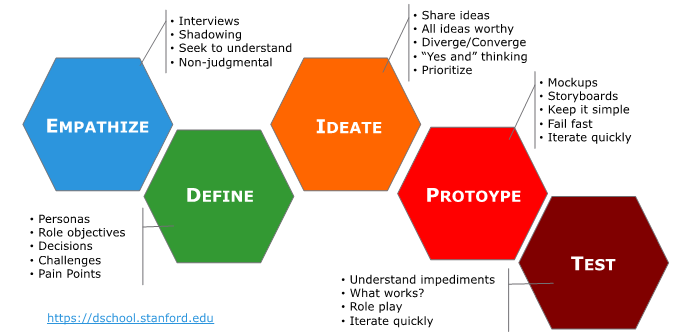 • Interviews
• Shadowing
• Seek to understand
• Non-judgmental
EMPATHIZE
• Personas
• Role objectives
• Decisions
• Challenges
• Pain Points
DEFINE
• Share ideas
• All ideas worthy
• Diverge/Converge
• “Yes and” thinking
• Prioritize
IDEATE
• Mockups
• Storyboards
• Keep it simple
• Fail fast
• Iterate quickly
PROTOYPE
• Understand impediments
• What works?
• Role play
• Iterate quickly
TEST
https://dschool.stanford.edu